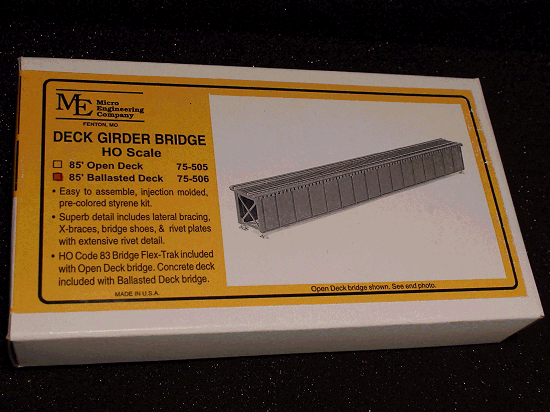 ME Micro
Engineering
Company
FENTON, MO
DECK GIRDER BRIDGE
HO Scale
85' Open Deck 75-505
85' Ballasted Deck 75-506
• Easy to assemble, injection molded,
pre-colored styrene kit.
• Superb detail includes lateral bracing,
X-braces, bridge shoes, & rivet plates
with extensive rivet detail.
• HO Code 83 Bridge Flex-Trak included
with Open Deck bridge. Concrete deck
included with Ballasted Deck bridge.
MADE IN U.S.A.
Open Deck bridge shown. See end photo.